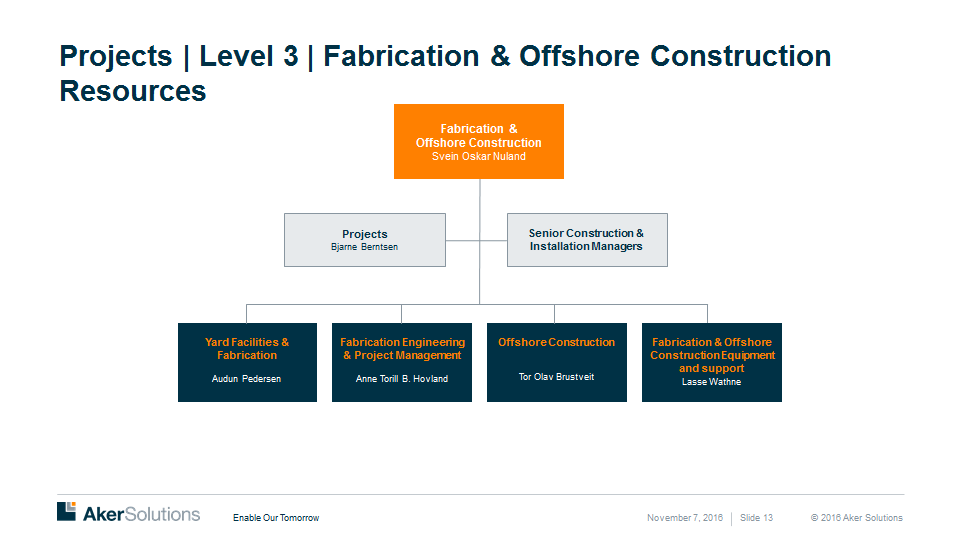 Projects | Level 3 | Fabrication & Offshore Construction
Resources
Fabrication &
Offshore Construction
Svein Oskar Nuland
Projects
Bjarne Berntsen
Senior Construction &
Installation Managers
Yard Facilities &
Fabrication
Audun Pedersen
Fabrication Engineering
& Project Management
Anne Torill B. Hovland
Offshore Construction
Tor Olav Brustveit
Fabrication & Offshore
Construction Equipment
and support
Lasse Wathne
AkerSolutions
Enable Our Tomorrow
November 7, 2016
Slide 13
© 2016 Aker Solutions